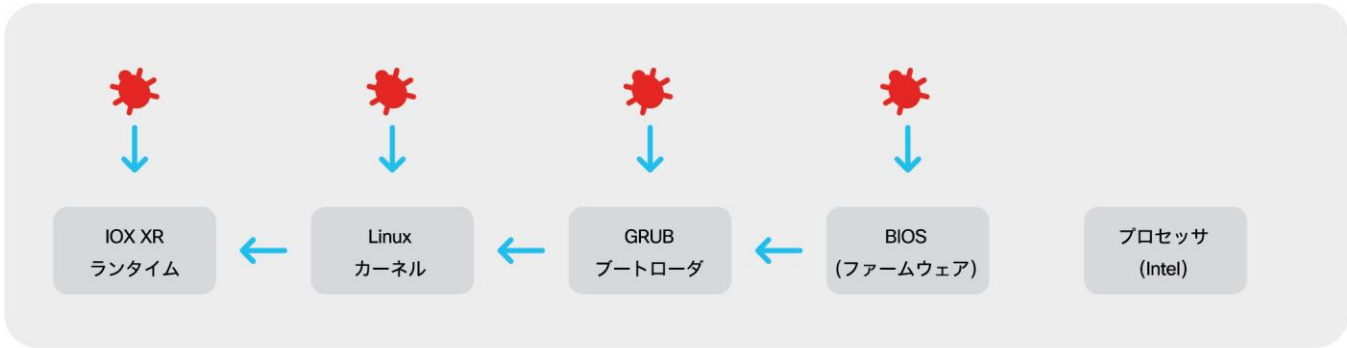 IOX XR
ランタイム
Linux
カーネル
GRUB
ブートローダ
BIOS
(ファームウェア)
プロセッサ
(Intel)